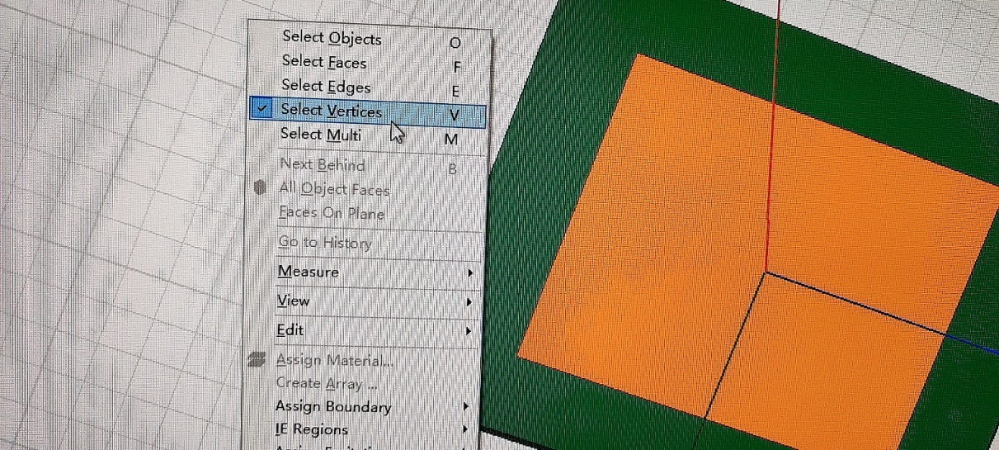 Select Objects O
Select Faces F
Select Edges E
Select Vertices V
Select Multi M
Next Behind B
All Object Faces
Faces On Plane
Go to History
Measure
View
Edit
Assign Material...
Create Array ...
Assign Boundary
IE Regions